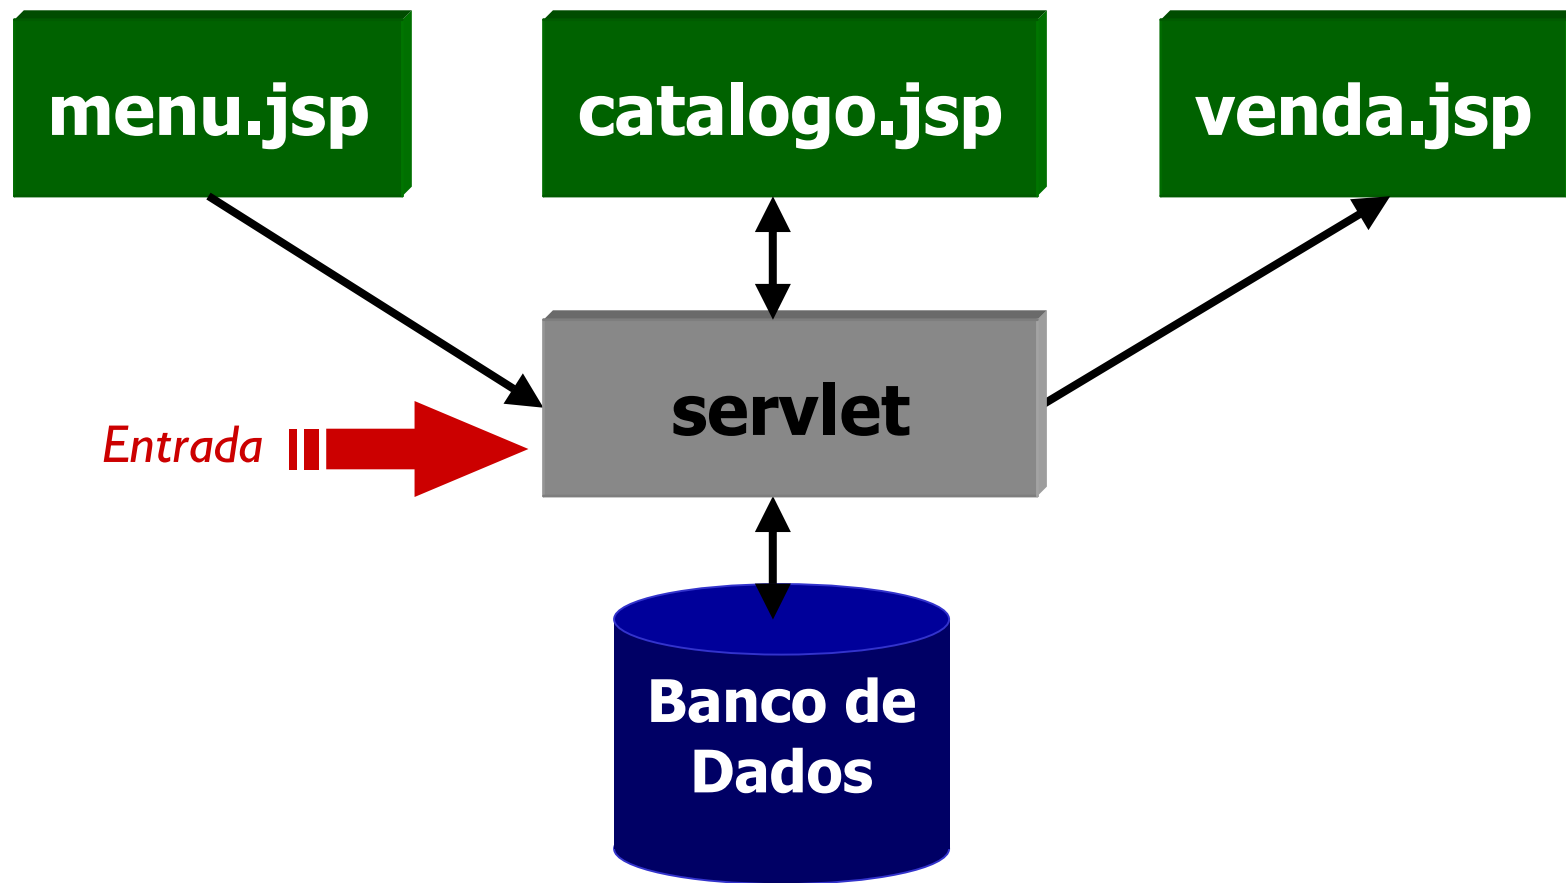 menu.jsp
catalogo.jsp
venda.jsp
servlet
Entrada
Banco de
Dados